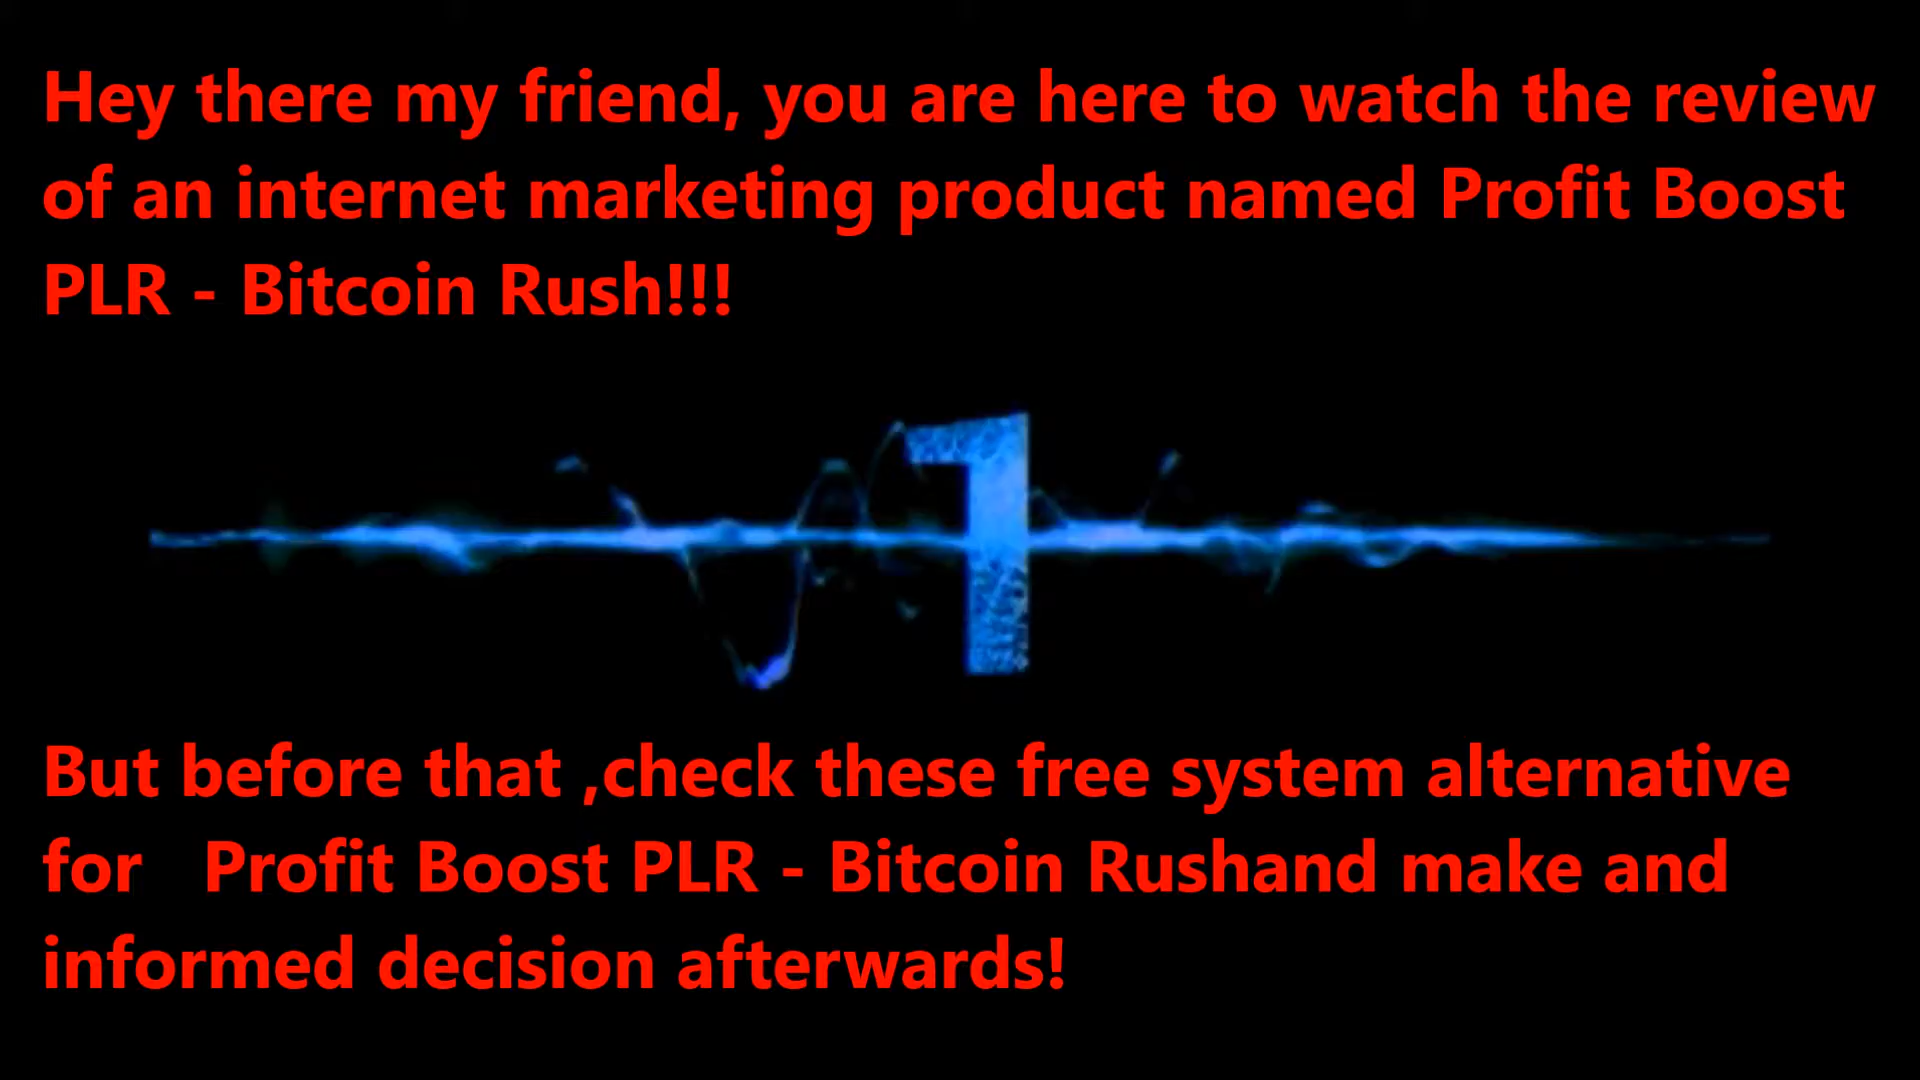 Hey there my friend, you are here to watch the review
of an internet marketing product named Profit Boost
PLR - Bitcoin Rush!!!
1
But before that ,check these free system alternative
for   Profit Boost PLR - Bitcoin Rushand make and
informed decision afterwards!